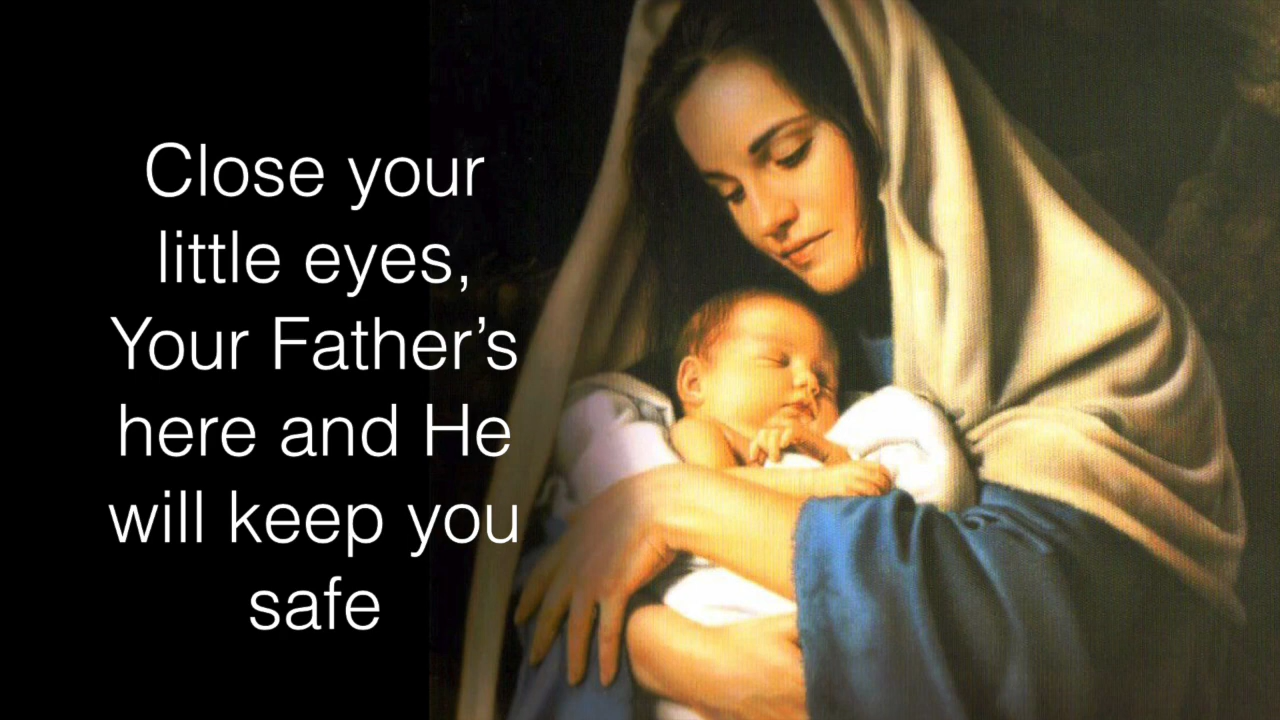 Close your
little eyes,
Your Father’s
here and He
will keep you
safe